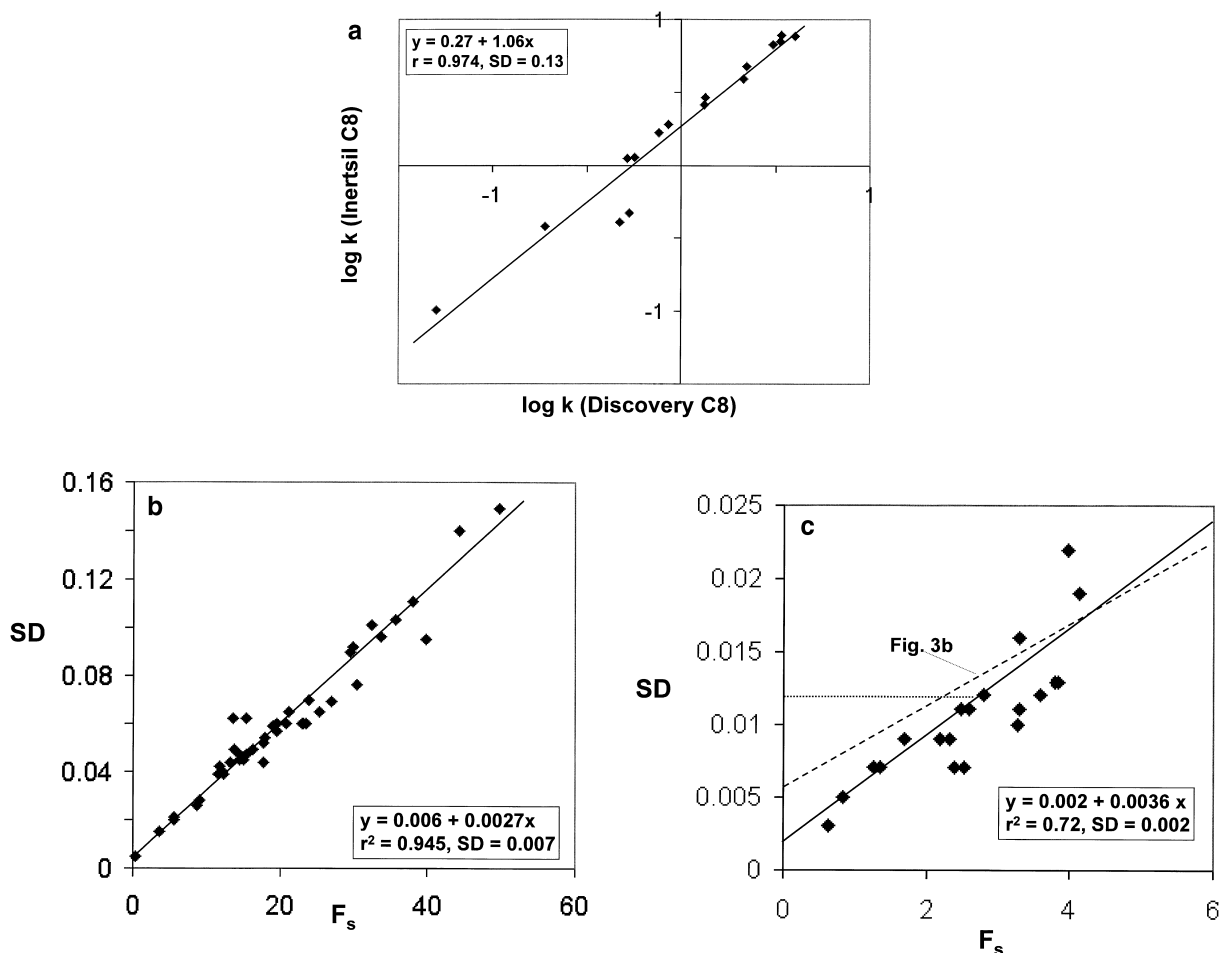 a
1
y = 0.27 + 1.06x
r = 0.974, SD = 0.13
log k (Inertsil C8)
-1
1
-1
log k (Discovery C8)
b
0.16
0.12
SD
0.08
0.04
0
y = 0.006 + 0.0027x
r² = 0.945, SD = 0.007
0
20
40
60
Fs
c
0.025
0.02
0.015
Fig. 3b
SD
0.01
0.005
0
y = 0.002 + 0.0036 x
r² = 0.72, SD = 0.002
0
2
4
6
Fs